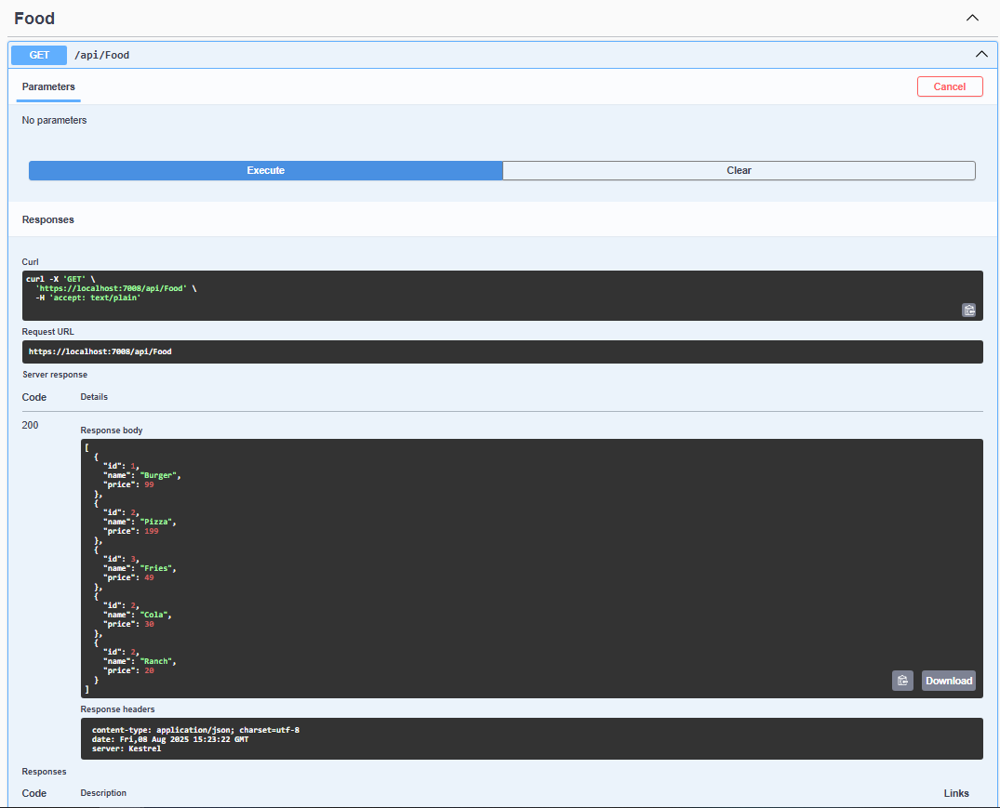 Food
GET /api/Food
Parameters Cancel
No parameters
Execute Clear
Responses
Curl
curl -X 'GET' \
  'https://localhost:7008/api/Food' \
  -H 'accept: text/plain'
Request URL
https://localhost:7008/api/Food
Server response
Code Details
200
Response body
[
  {
    "id": 1,
    "name": "Burger",
    "price": 99
  },
  {
    "id": 2,
    "name": "Pizza",
    "price": 199
  },
  {
    "id": 3,
    "name": "Fries",
    "price": 49
  },
  {
    "id": 2,
    "name": "Cola",
    "price": 30
  },
  {
    "id": 2,
    "name": "Ranch",
    "price": 20
  }
]
Download
Response headers
content-type: application/json; charset=utf-8
date: Fri,08 Aug 2025 15:23:22 GMT
server: Kestrel
Responses
Code Description Links